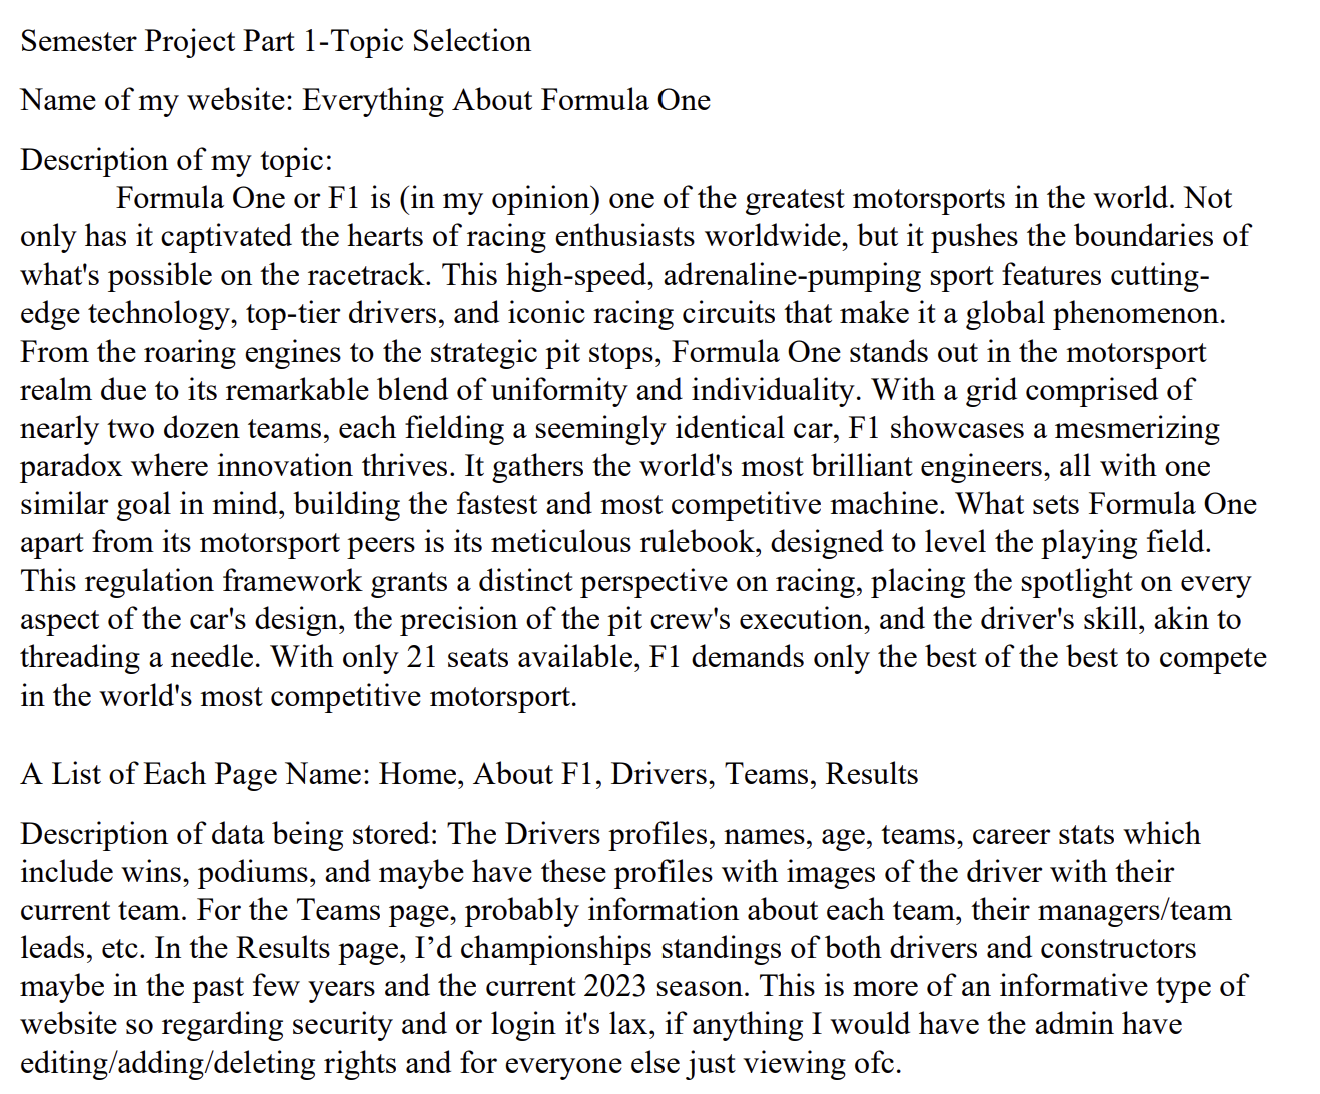 Semester Project Part 1-Topic Selection
Name of my website: Everything About Formula One
Description of my topic:
Formula One or F1 is (in my opinion) one of the greatest motorsports in the world. Not
only has it captivated the hearts of racing enthusiasts worldwide, but it pushes the boundaries of
what's possible on the racetrack. This high-speed, adrenaline-pumping sport features cutting-
edge technology, top-tier drivers, and iconic racing circuits that make it a global phenomenon.
From the roaring engines to the strategic pit stops, Formula One stands out in the motorsport
realm due to its remarkable blend of uniformity and individuality. With a grid comprised of
nearly two dozen teams, each fielding a seemingly identical car, F1 showcases a mesmerizing
paradox where innovation thrives. It gathers the world's most brilliant engineers, all with one
similar goal in mind, building the fastest and most competitive machine. What sets Formula One
apart from its motorsport peers is its meticulous rulebook, designed to level the playing field.
This regulation framework grants a distinct perspective on racing, placing the spotlight on every
aspect of the car's design, the precision of the pit crew's execution, and the driver's skill, akin to
threading a needle. With only 21 seats available, F1 demands only the best of the best to compete
in the world's most competitive motorsport.
A List of Each Page Name: Home, About F1, Drivers, Teams, Results
Description of data being stored: The Drivers profiles, names, age, teams, career stats which
include wins, podiums, and maybe have these profiles with images of the driver with their
current team. For the Teams page, probably information about each team, their managers/team
leads, etc. In the Results page, I’d championships standings of both drivers and constructors
maybe in the past few years and the current 2023 season. This is more of an informative type of
website so regarding security and or login it's lax, if anything I would have the admin have
editing/adding/deleting rights and for everyone else just viewing ofc.